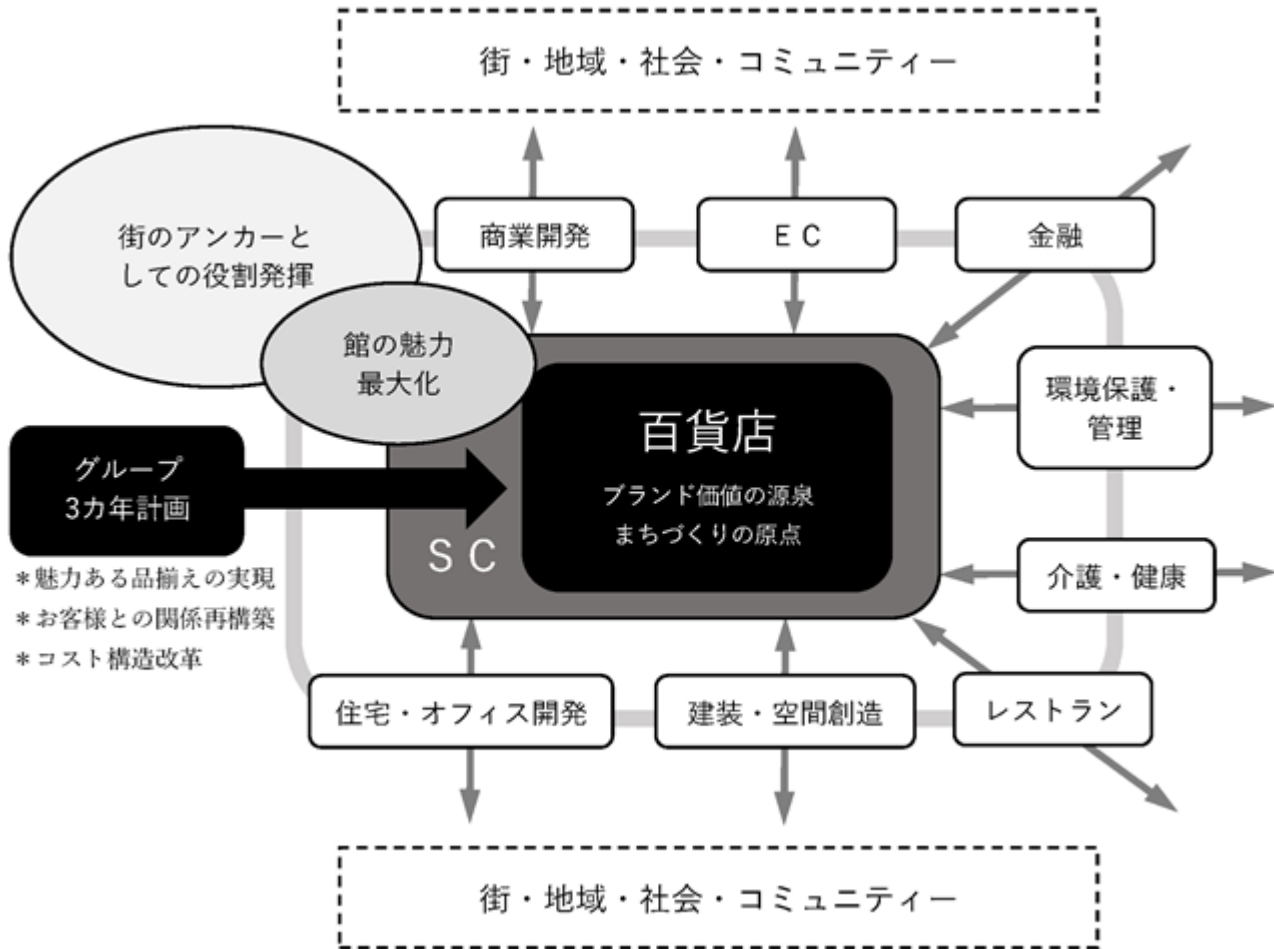 街・地域・社会・コミュニティー
街のアンカーと
しての役割発揮
商業開発
ＥＣ
金融
館の魅力
最大化
環境保護・
管理
百貨店
ブランド価値の源泉
まちづくりの原点
ＳＣ
グループ
3カ年計画
＊魅力ある品揃えの実現
＊お客様との関係再構築
＊コスト構造改革
介護・健康
住宅・オフィス開発
建装・空間創造
レストラン
街・地域・社会・コミュニティー